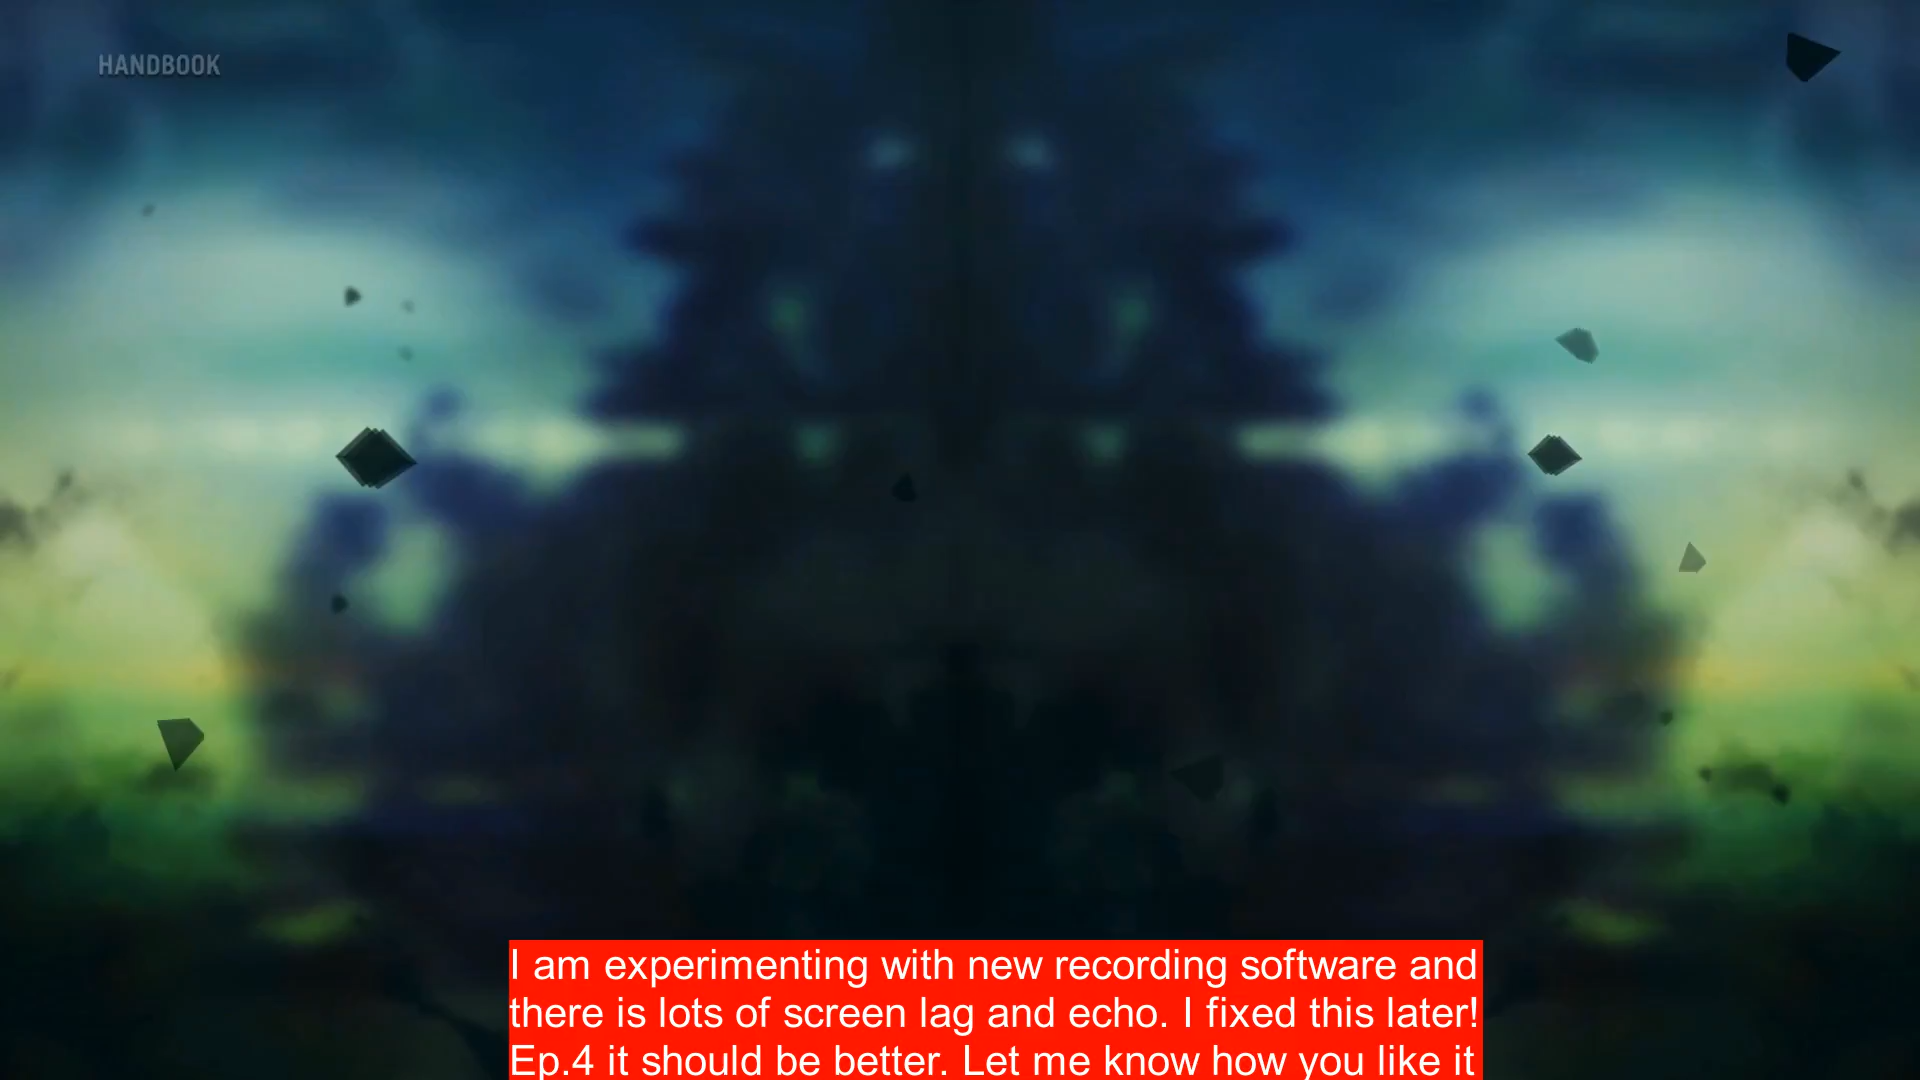 HANDBOOK
I am experimenting with new recording software and
there is lots of screen lag and echo. I fixed this later!
Ep.4 it should be better. Let me know how you like it